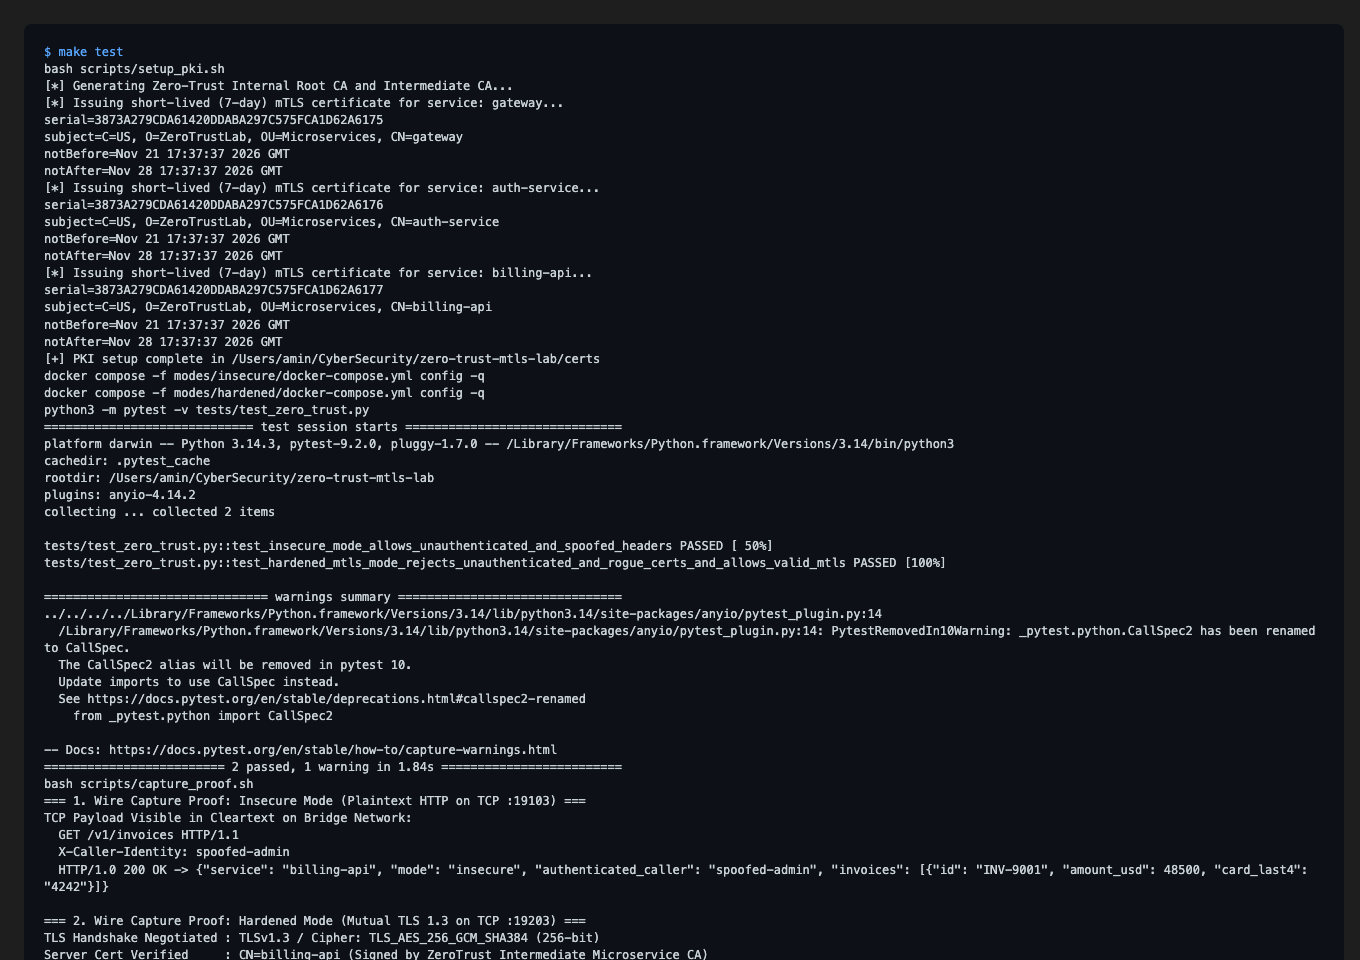 $ make test
bash scripts/setup_pki.sh
[*] Generating Zero-Trust Internal Root CA and Intermediate CA...
[*] Issuing short-lived (7-day) mTLS certificate for service: gateway...
serial=3873A279CDA61420DDABA297C575FCA1D62A6175
subject=C=US, O=ZeroTrustLab, OU=Microservices, CN=gateway
notBefore=Nov 21 17:37:37 2026 GMT
notAfter=Nov 28 17:37:37 2026 GMT
[*] Issuing short-lived (7-day) mTLS certificate for service: auth-service...
serial=3873A279CDA61420DDABA297C575FCA1D62A6176
subject=C=US, O=ZeroTrustLab, OU=Microservices, CN=auth-service
notBefore=Nov 21 17:37:37 2026 GMT
notAfter=Nov 28 17:37:37 2026 GMT
[*] Issuing short-lived (7-day) mTLS certificate for service: billing-api...
serial=3873A279CDA61420DDABA297C575FCA1D62A6177
subject=C=US, O=ZeroTrustLab, OU=Microservices, CN=billing-api
notBefore=Nov 21 17:37:37 2026 GMT
notAfter=Nov 28 17:37:37 2026 GMT
[+] PKI setup complete in /Users/amin/CyberSecurity/zero-trust-mtls-lab/certs
docker compose -f modes/insecure/docker-compose.yml config -q
docker compose -f modes/hardened/docker-compose.yml config -q
python3 -m pytest -v tests/test_zero_trust.py
============================= test session starts ==============================
platform darwin -- Python 3.14.3, pytest-9.2.0, pluggy-1.7.0 -- /Library/Frameworks/Python.framework/Versions/3.14/bin/python3
cachedir: .pytest_cache
rootdir: /Users/amin/CyberSecurity/zero-trust-mtls-lab
plugins: anyio-4.14.2
collecting ... collected 2 items
tests/test_zero_trust.py::test_insecure_mode_allows_unauthenticated_and_spoofed_headers PASSED [ 50%]
tests/test_zero_trust.py::test_hardened_mtls_mode_rejects_unauthenticated_and_rogue_certs_and_allows_valid_mtls PASSED [100%]
=============================== warnings summary ===============================
../../../../Library/Frameworks/Python.framework/Versions/3.14/lib/python3.14/site-packages/anyio/pytest_plugin.py:14
/Library/Frameworks/Python.framework/Versions/3.14/lib/python3.14/site-packages/anyio/pytest_plugin.py:14: PytestRemovedIn10Warning: _pytest.python.CallSpec2 has been renamed
to CallSpec.
The CallSpec2 alias will be removed in pytest 10.
Update imports to use CallSpec instead.
See https://docs.pytest.org/en/stable/deprecations.html#callspec2-renamed
from _pytest.python import CallSpec2
-- Docs: https://docs.pytest.org/en/stable/how-to/capture-warnings.html
========================= 2 passed, 1 warning in 1.84s =========================
bash scripts/capture_proof.sh
=== 1. Wire Capture Proof: Insecure Mode (Plaintext HTTP on TCP :19103) ===
TCP Payload Visible in Cleartext on Bridge Network:
GET /v1/invoices HTTP/1.1
X-Caller-Identity: spoofed-admin
HTTP/1.0 200 OK -> {"service": "billing-api", "mode": "insecure", "authenticated_caller": "spoofed-admin", "invoices": [{"id": "INV-9001", "amount_usd": 48500, "card_last4":
"4242"}]}
=== 2. Wire Capture Proof: Hardened Mode (Mutual TLS 1.3 on TCP :19203) ===
TLS Handshake Negotiated : TLSv1.3 / Cipher: TLS_AES_256_GCM_SHA384 (256-bit)
Server Cert Verified : CN=billing-api (Signed by ZeroTrust Intermediate Microservice CA)